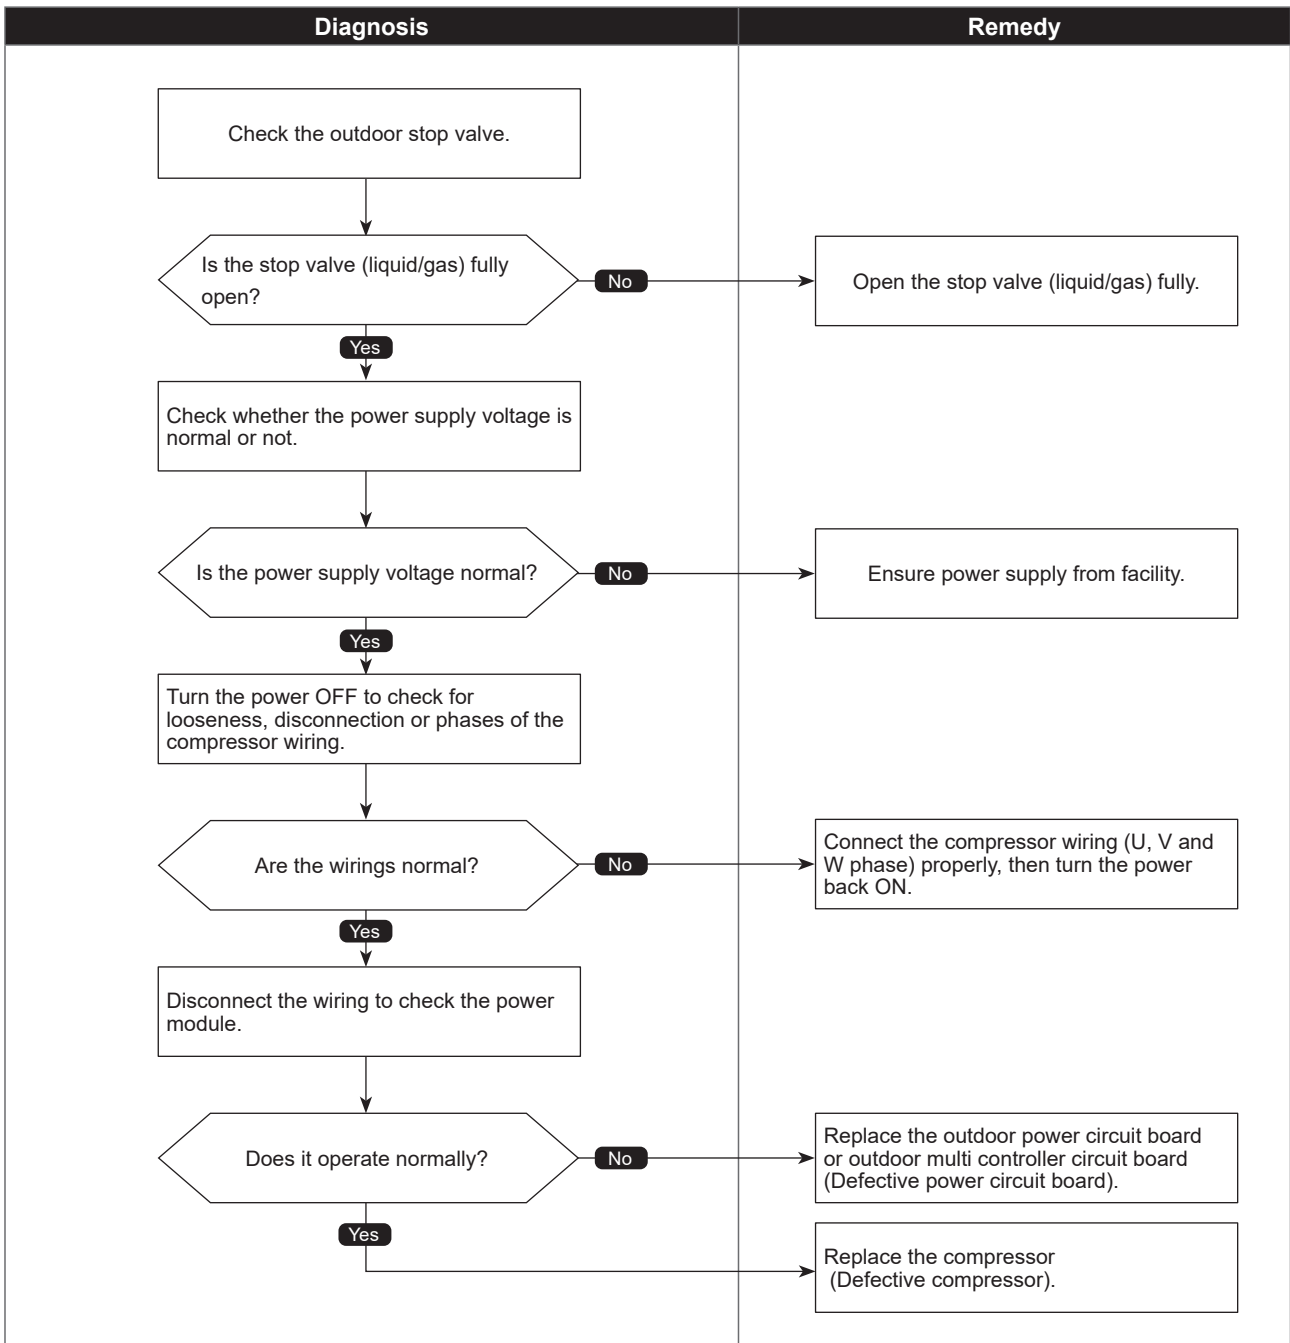 Diagnosis
Remedy
Check the outdoor stop valve.
Is the stop valve (liquid/gas) fully
open?
No
Open the stop valve (liquid/gas) fully.
Yes
Check whether the power supply voltage is
normal or not.
Is the power supply voltage normal?
No
Ensure power supply from facility.
Yes
Turn the power OFF to check for
looseness, disconnection or phases of the
compressor wiring.
Are the wirings normal?
No
Connect the compressor wiring (U, V and
W phase) properly, then turn the power
back ON.
Yes
Disconnect the wiring to check the power
module.
Does it operate normally?
No
Replace the outdoor power circuit board
or outdoor multi controller circuit board
(Defective power circuit board).
Yes
Replace the compressor
(Defective compressor).